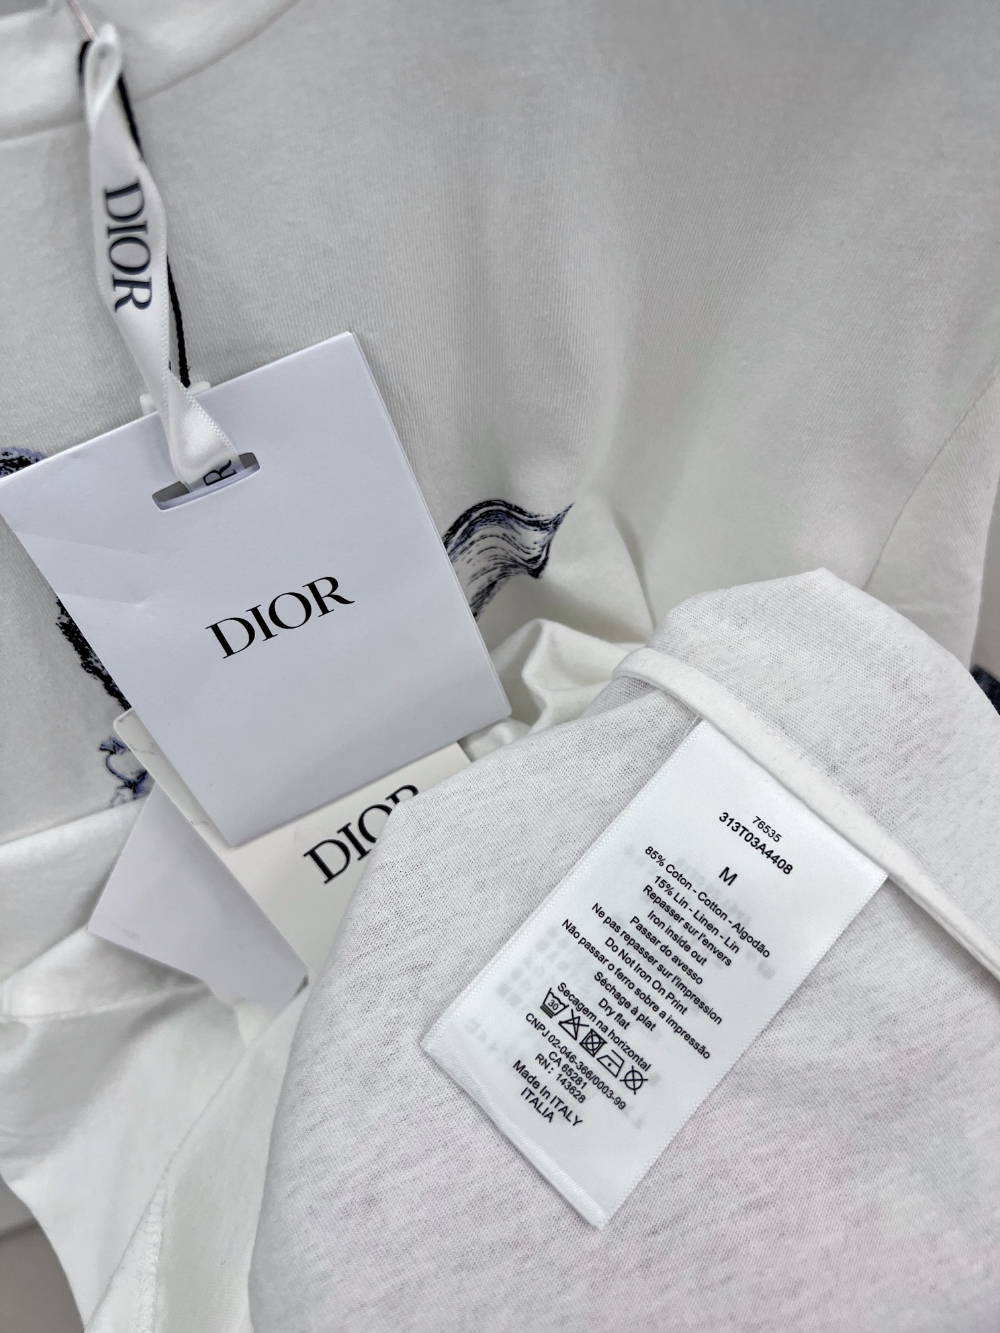 DIOR
R
DIOR
DIOR
76535
313T03A4408
M
85% Coton - Cotton - Algodão
15% Lin - Linen - Lin
Repasser sur l'envers
Iron inside out
Passar do avesso
Ne pas repasser sur l'impression
Do Not Iron On Print
Não passar o ferro sobre a impressão
Séchage à plat
Dry flat
Secagem na horizontal
30
CNPJ 02-046-366/0003-99
CA 65281
RN: 143628
Made In ITALY
ITALIA